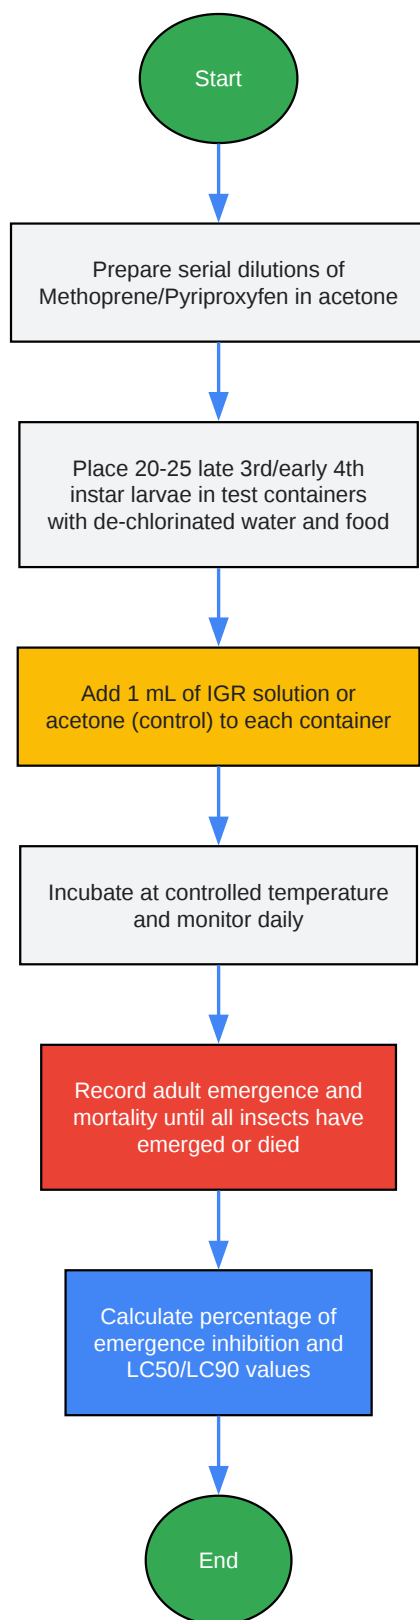 Start
Prepare serial dilutions of
Methoprene/Pyriproxyfen in acetone
Place 20-25 late 3rd/early 4th
instar larvae in test containers
with de-chlorinated water and food
Add 1 mL of IGR solution or
acetone (control) to each container
Incubate at controlled temperature
and monitor daily
Record adult emergence and
mortality until all insects have
emerged or died
Calculate percentage of
emergence inhibition and
LC50/LC90 values
End